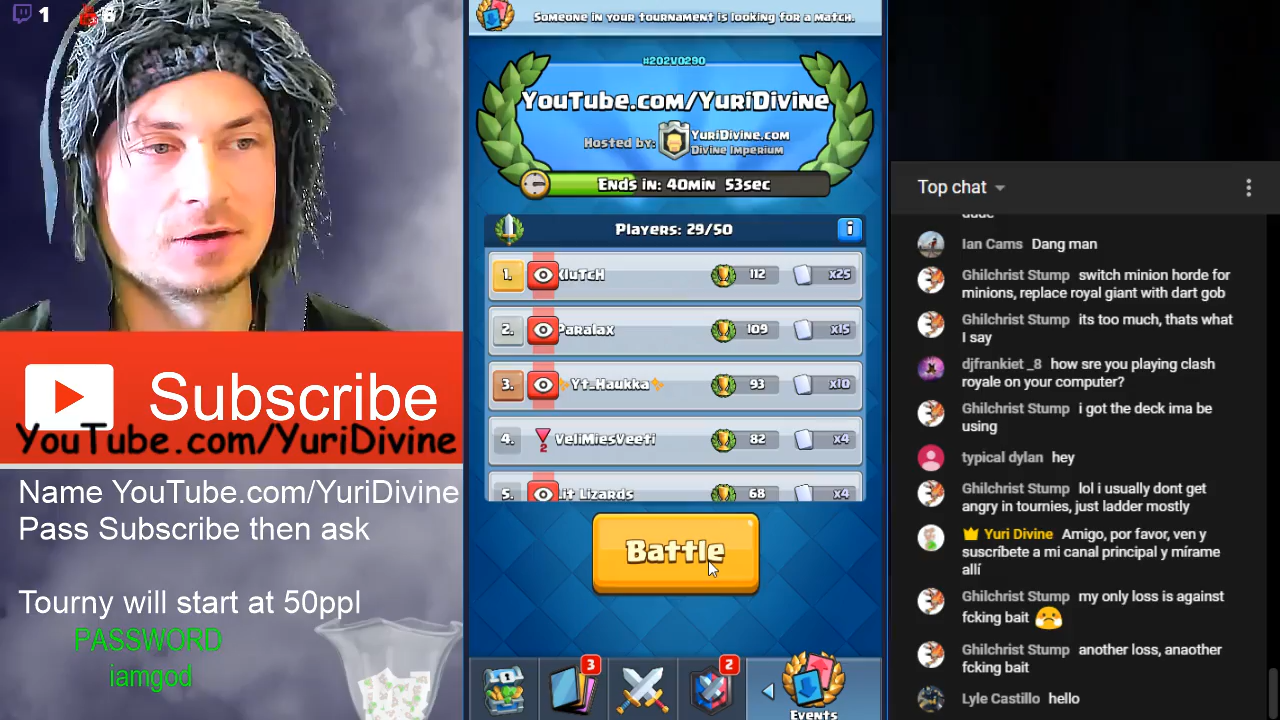 1
6
Subscribe
YouTube.com/YuriDivine
Name YouTube.com/YuriDivine
Pass Subscribe then ask
Tourny will start at 50ppl
PASSWORD
iamgod
Someone in your tournament is looking for a match.
#202V0290
YouTube.com/YuriDivine
Hosted by: YuriDivine.com
Divine Imperium
Ends in: 40min 53sec
Players: 29/50
i
1. KluTcH 112 x25
2. Paralax 109 x15
3. Yt_Haukka 93 x10
4. 2 VeliMiesVeeti 82 x4
5. Lit Lizards 68 x4
Battle
1
3
2
Events
Top chat
dude
Ian Cams Dang man
Ghilchrist Stump switch minion horde for
minions, replace royal giant with dart gob
Ghilchrist Stump its too much, thats what
I say
djfrankiet_8 how sre you playing clash
royale on your computer?
Ghilchrist Stump i got the deck ima be
using
typical dylan hey
Ghilchrist Stump lol i usually dont get
angry in tournies, just ladder mostly
Yuri Divine Amigo, por favor, ven y
suscríbete a mi canal principal y mírame
allí
Ghilchrist Stump my only loss is against
fcking bait
Ghilchrist Stump another loss, anaother
fcking bait
Lyle Castillo hello